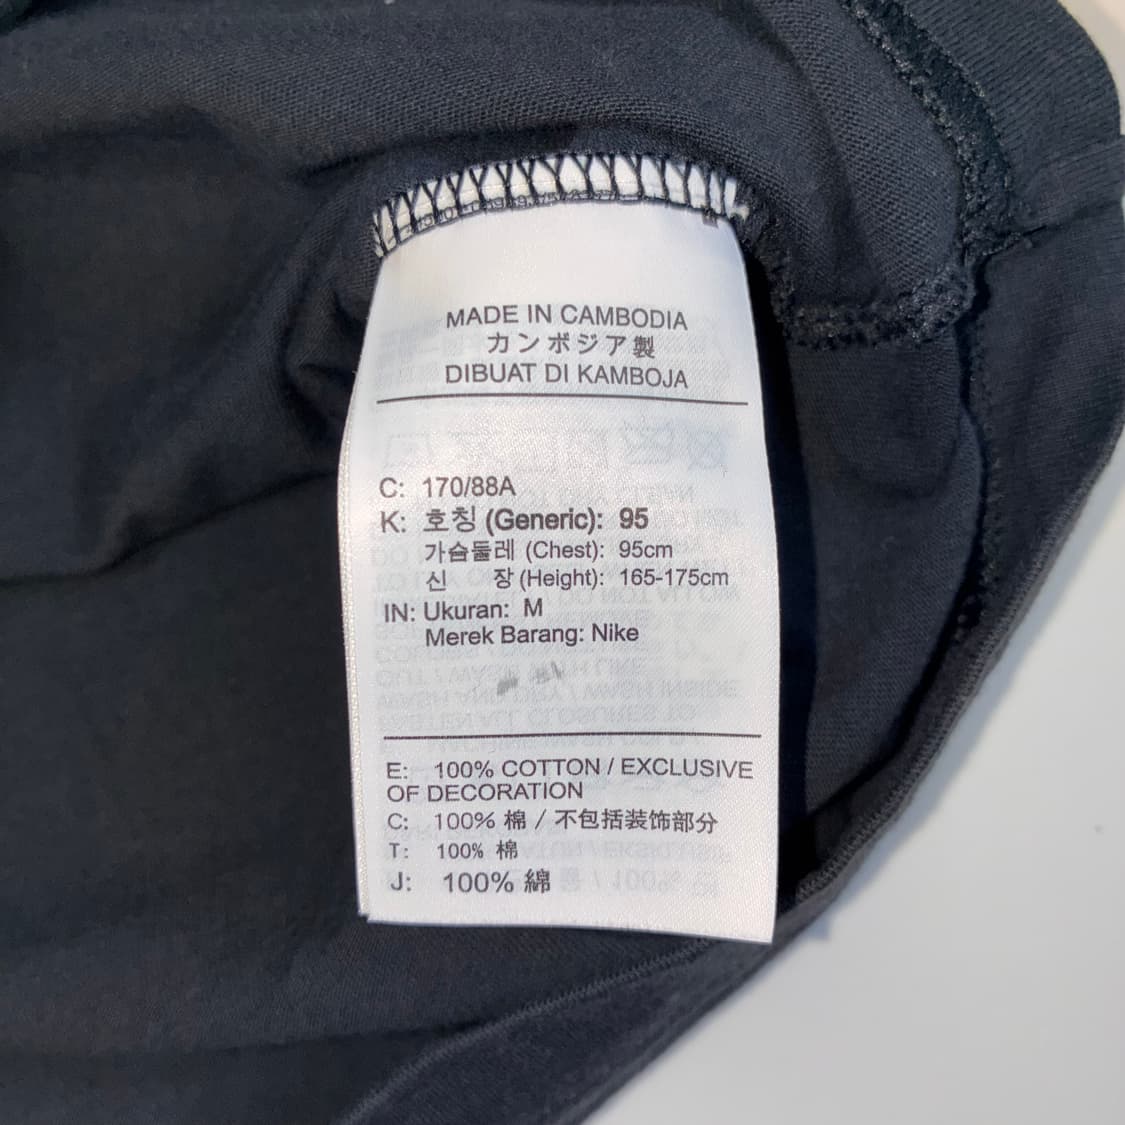 MADE IN CAMBODIA
カンボジア製
DIBUAT DI KAMBOJA
C: 170/88A
K: 호칭 (Generic): 95
가슴둘레 (Chest): 95cm
신 장 (Height): 165-175cm
IN: Ukuran: M
Merek Barang: Nike
E: 100% COTTON / EXCLUSIVE
OF DECORATION
C: 100% 棉 / 不包括装饰部分
T: 100% 棉
J: 100% 綿